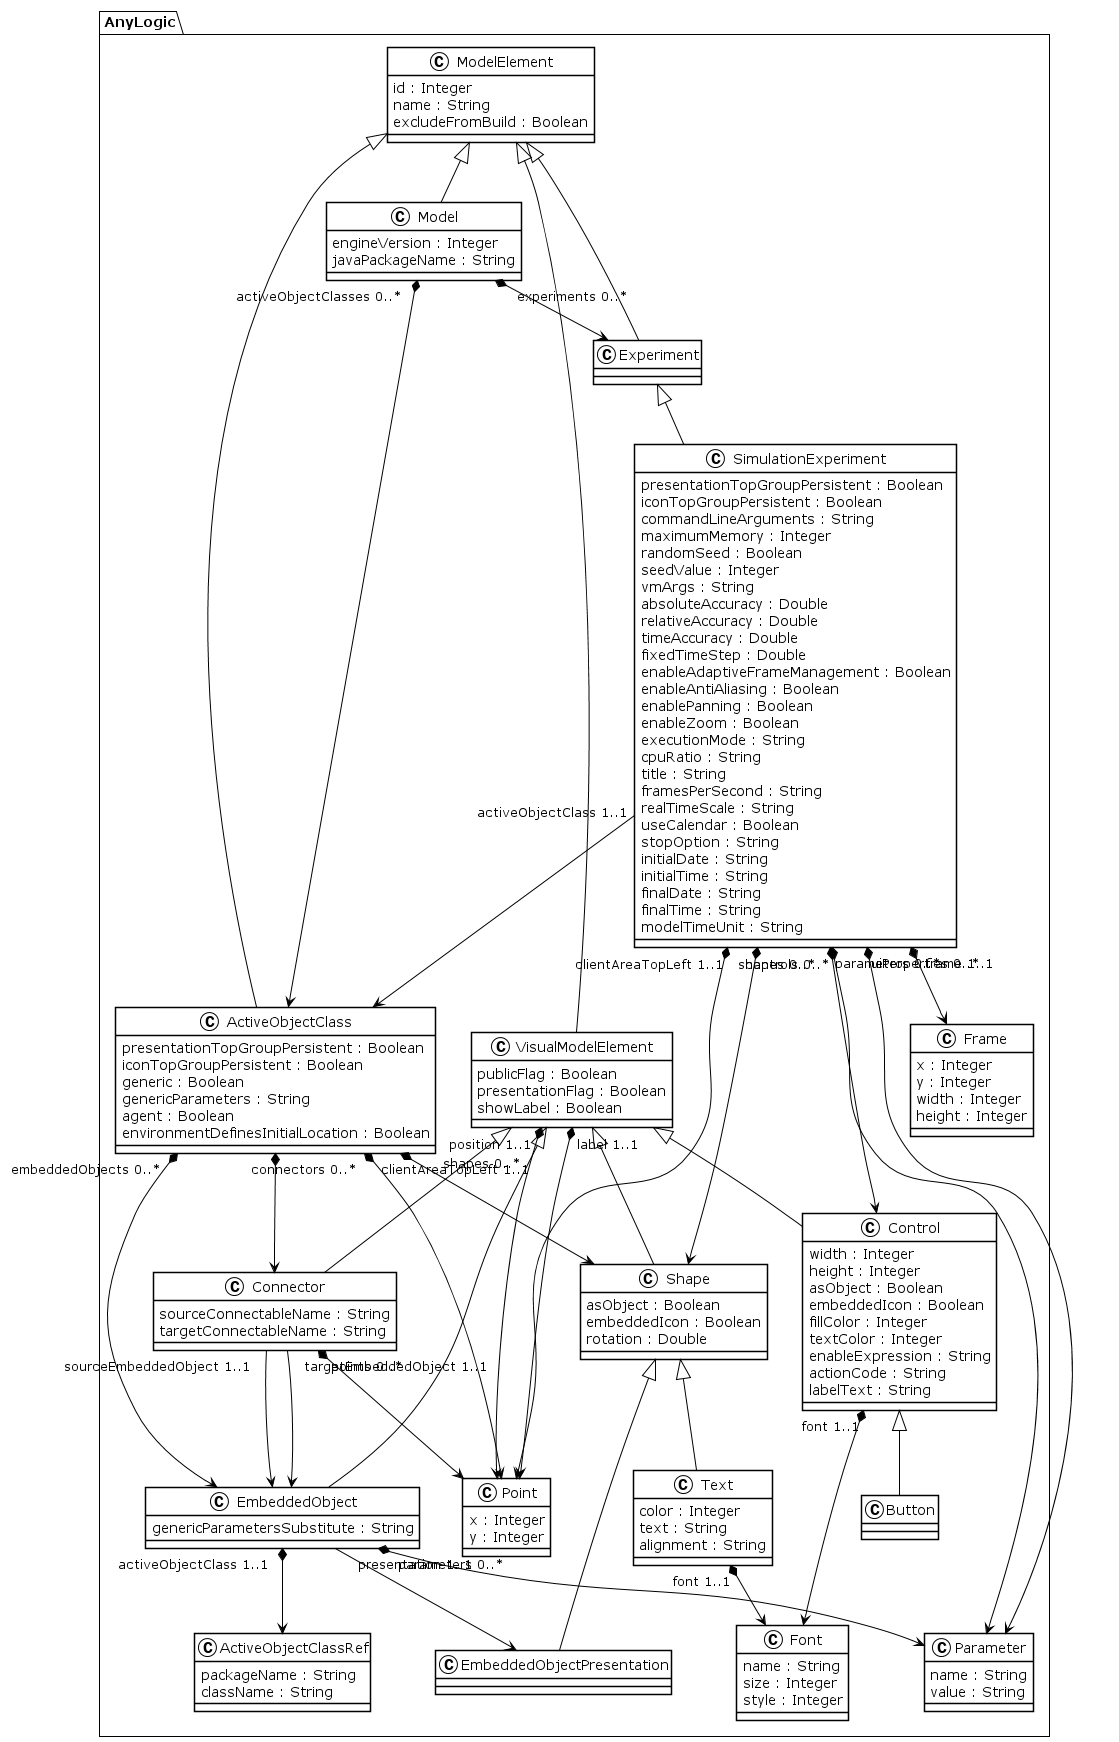 AnyLogic
C ModelElement
id : Integer
name : String
excludeFromBuild : Boolean
C Model
engineVersion : Integer
javaPackageName : String
activeObjectClasses 0..*
experiments 0..*
C Experiment
C SimulationExperiment
presentationTopGroupPersistent : Boolean
iconTopGroupPersistent : Boolean
commandLineArguments : String
maximumMemory : Integer
randomSeed : Boolean
seedValue : Integer
vmArgs : String
absoluteAccuracy : Double
relativeAccuracy : Double
timeAccuracy : Double
fixedTimeStep : Double
enableAdaptiveFrameManagement : Boolean
enableAntiAliasing : Boolean
enablePanning : Boolean
enableZoom : Boolean
executionMode : String
cpuRatio : String
title : String
framesPerSecond : String
realTimeScale : String
useCalendar : Boolean
stopOption : String
initialDate : String
initialTime : String
finalDate : String
finalTime : String
modelTimeUnit : String
activeObjectClass 1..1
clientAreaTopLeft 1..1
C ActiveObjectClass
presentationTopGroupPersistent : Boolean
iconTopGroupPersistent : Boolean
generic : Boolean
genericParameters : String
agent : Boolean
environmentDefinesInitialLocation : Boolean
C VisualModelElement
publicFlag : Boolean
presentationFlag : Boolean
showLabel : Boolean
C Frame
x : Integer
y : Integer
width : Integer
height : Integer
position 1..1
label 1..1
embeddedObjects 0..*
connectors 0..*
clientAreaTopLeft 1..1
shapes 0..*
C Control
width : Integer
height : Integer
asObject : Boolean
embeddedIcon : Boolean
fillColor : Integer
textColor : Integer
enableExpression : String
actionCode : String
labelText : String
C Connector
sourceConnectableName : String
targetConnectableName : String
C Shape
asObject : Boolean
embeddedIcon : Boolean
rotation : Double
sourceEmbeddedObject 1..1
targetEmbeddedObject 1..1
font 1..1
C EmbeddedObject
genericParametersSubstitute : String
C Point
x : Integer
y : Integer
C Text
color : Integer
text : String
alignment : String
C Button
activeObjectClass 1..1
font 1..1
C ActiveObjectClassRef
packageName : String
className : String
C EmbeddedObjectPresentation
C Font
name : String
size : Integer
style : Integer
C Parameter
name : String
value : String